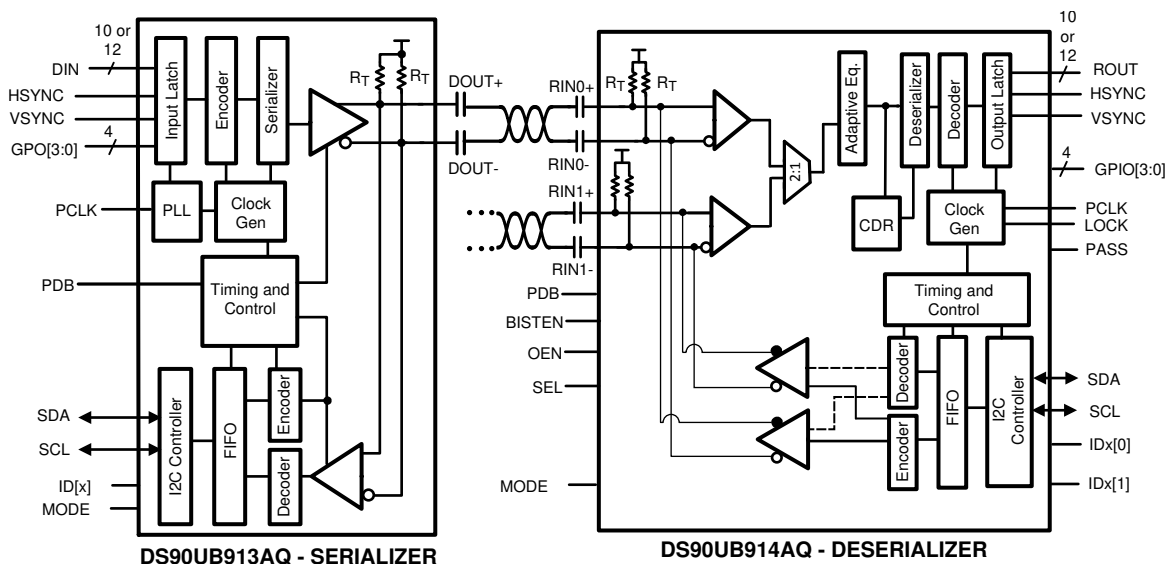 10 or
12
DIN
HSYNC
VSYNC
GPO[3:0]
4
PCLK
PDB
SDA
SCL
ID[x]
MODE
Input Latch
Encoder
Serializer
PLL
Clock
Gen
Timing and
Control
I2C Controller
FIFO
Encoder
Decoder
RT
RT
DOUT+
DOUT-
DS90UB913AQ - SERIALIZER
RIN0+
RIN0-
RIN1+
RIN1-
RT
RT
2:1
Adaptive Eq.
Deserializer
Decoder
Output Latch
CDR
Clock
Gen
Timing and
Control
Decoder
Encoder
FIFO
I2C
Controller
PDB
BISTEN
OEN
SEL
MODE
10
or
12
ROUT
HSYNC
VSYNC
4
GPIO[3:0]
PCLK
LOCK
PASS
SDA
SCL
IDx[0]
IDx[1]
DS90UB914AQ - DESERIALIZER